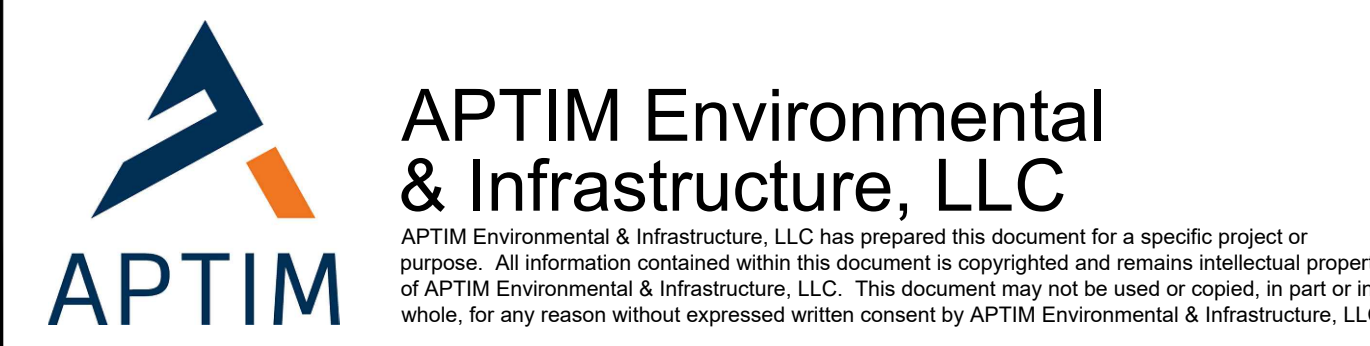 APTIM
APTIM Environmental
& Infrastructure, LLC
APTIM Environmental & Infrastructure, LLC has prepared this document for a specific project or
purpose. All information contained within this document is copyrighted and remains intellectual propert
of APTIM Environmental & Infrastructure, LLC. This document may not be used or copied, in part or in
whole, for any reason without expressed written consent by APTIM Environmental & Infrastructure, LLC